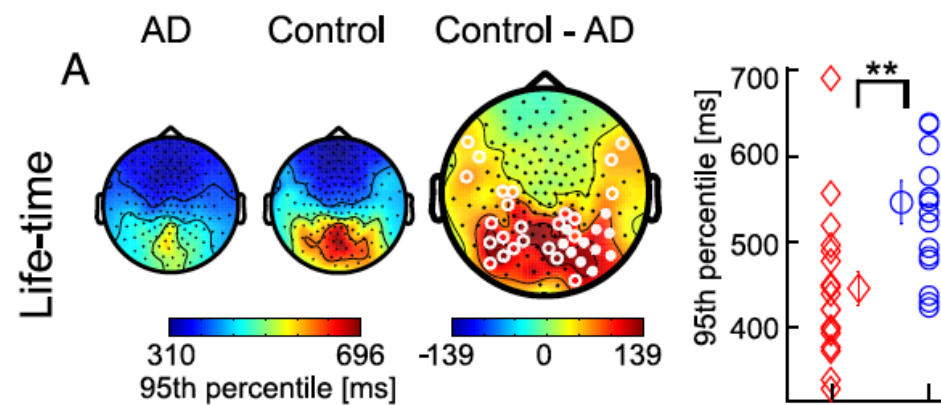 AD Control Control - AD
A
Life-time
310 696
95th percentile [ms]
-139 0 139
95th percentile [ms]
700
600
500
400
**